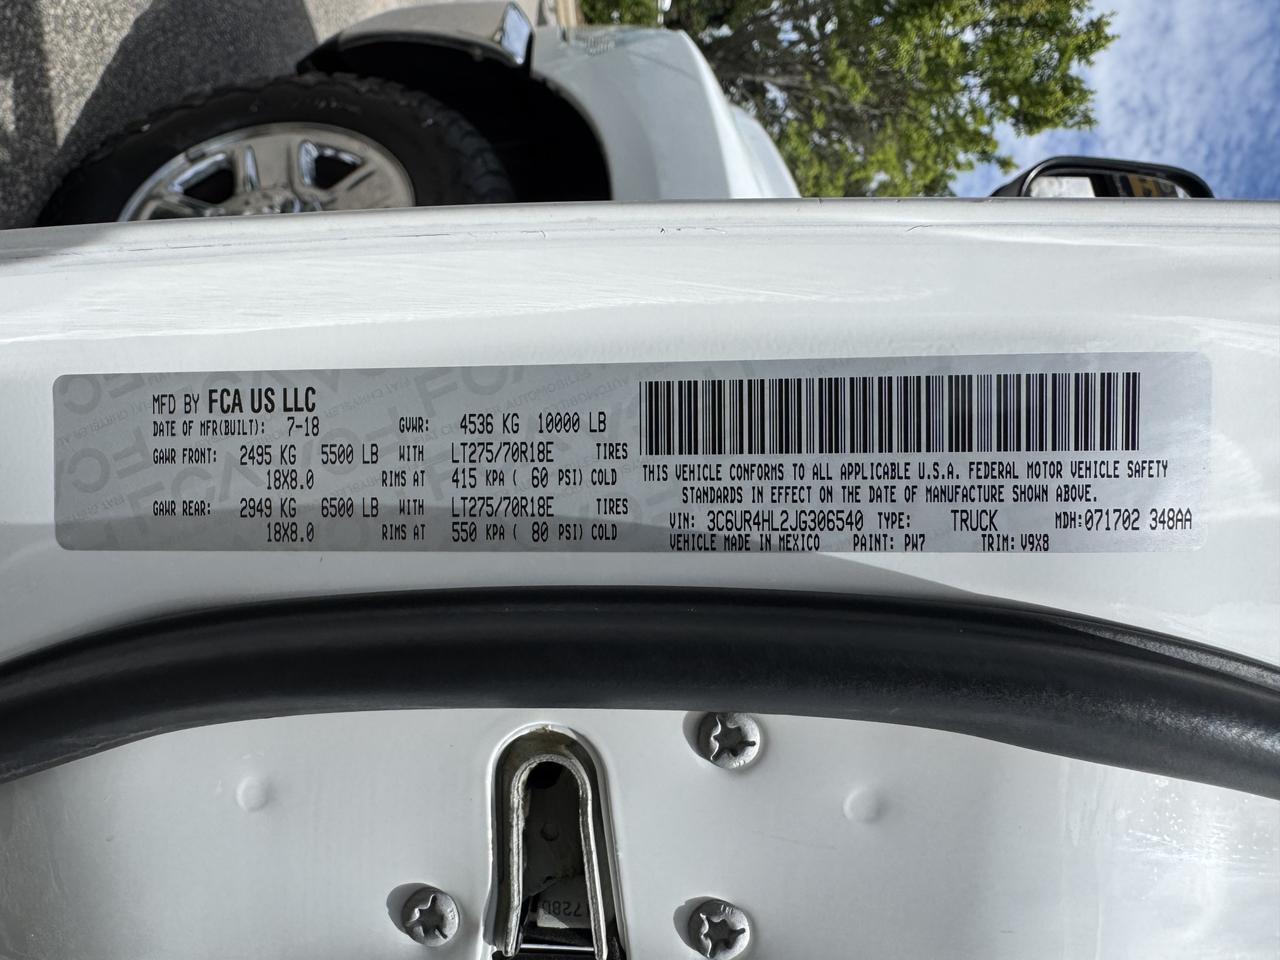 MFD BY FCA US LLC
DATE OF MFR(BUILT): 7-18 GVWR: 4536 KG 10000 LB
GAWR FRONT: 2495 KG 5500 LB WITH LT275/70R18E TIRES
18X8.0 RIMS AT 415 KPA ( 60 PSI) COLD
GAWR REAR: 2949 KG 6500 LB WITH LT275/70R18E TIRES
18X8.0 RIMS AT 550 KPA ( 80 PSI) COLD
THIS VEHICLE CONFORMS TO ALL APPLICABLE U.S.A. FEDERAL MOTOR VEHICLE SAFETY
STANDARDS IN EFFECT ON THE DATE OF MANUFACTURE SHOWN ABOVE.
VIN: 3C6UR4HL2JG306540 TYPE: TRUCK MDH:071702 348AA
VEHICLE MADE IN MEXICO PAINT: PW7 TRIM: V9X8